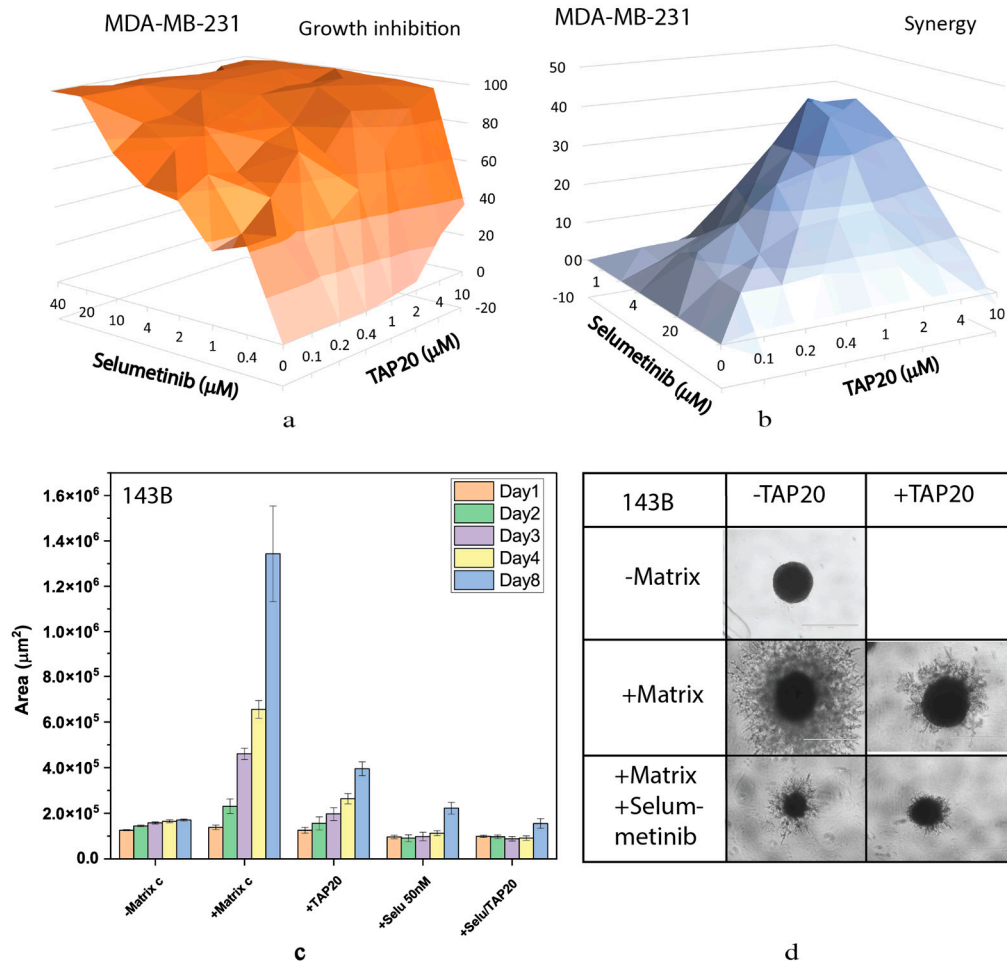 MDA-MB-231
Growth inhibition
100
80
60
40
20
0
-20
40
20
10
4
2
1
0.4
0
0.1
0.2
0.4
1
2
4
10
Selumetinib (μM)
TAP20 (μM)
a
MDA-MB-231
Synergy
50
40
30
20
10
00
-10
1
4
20
0
0.1
0.2
0.4
1
2
4
10
Selumetinib (μM)
TAP20 (μM)
b
143B
Day1
Day2
Day3
Day4
Day8
1.6×10⁶
1.4×10⁶
1.2×10⁶
1.0×10⁶
8.0×10⁵
6.0×10⁵
4.0×10⁵
2.0×10⁵
0.0
Area (μm²)
-Matrix c
+Matrix c
+TAP20
+Selu 50nM
+Selu/TAP20
c
143B
-TAP20
+TAP20
-Matrix
+Matrix
+Matrix
+Selum-
metinib
d